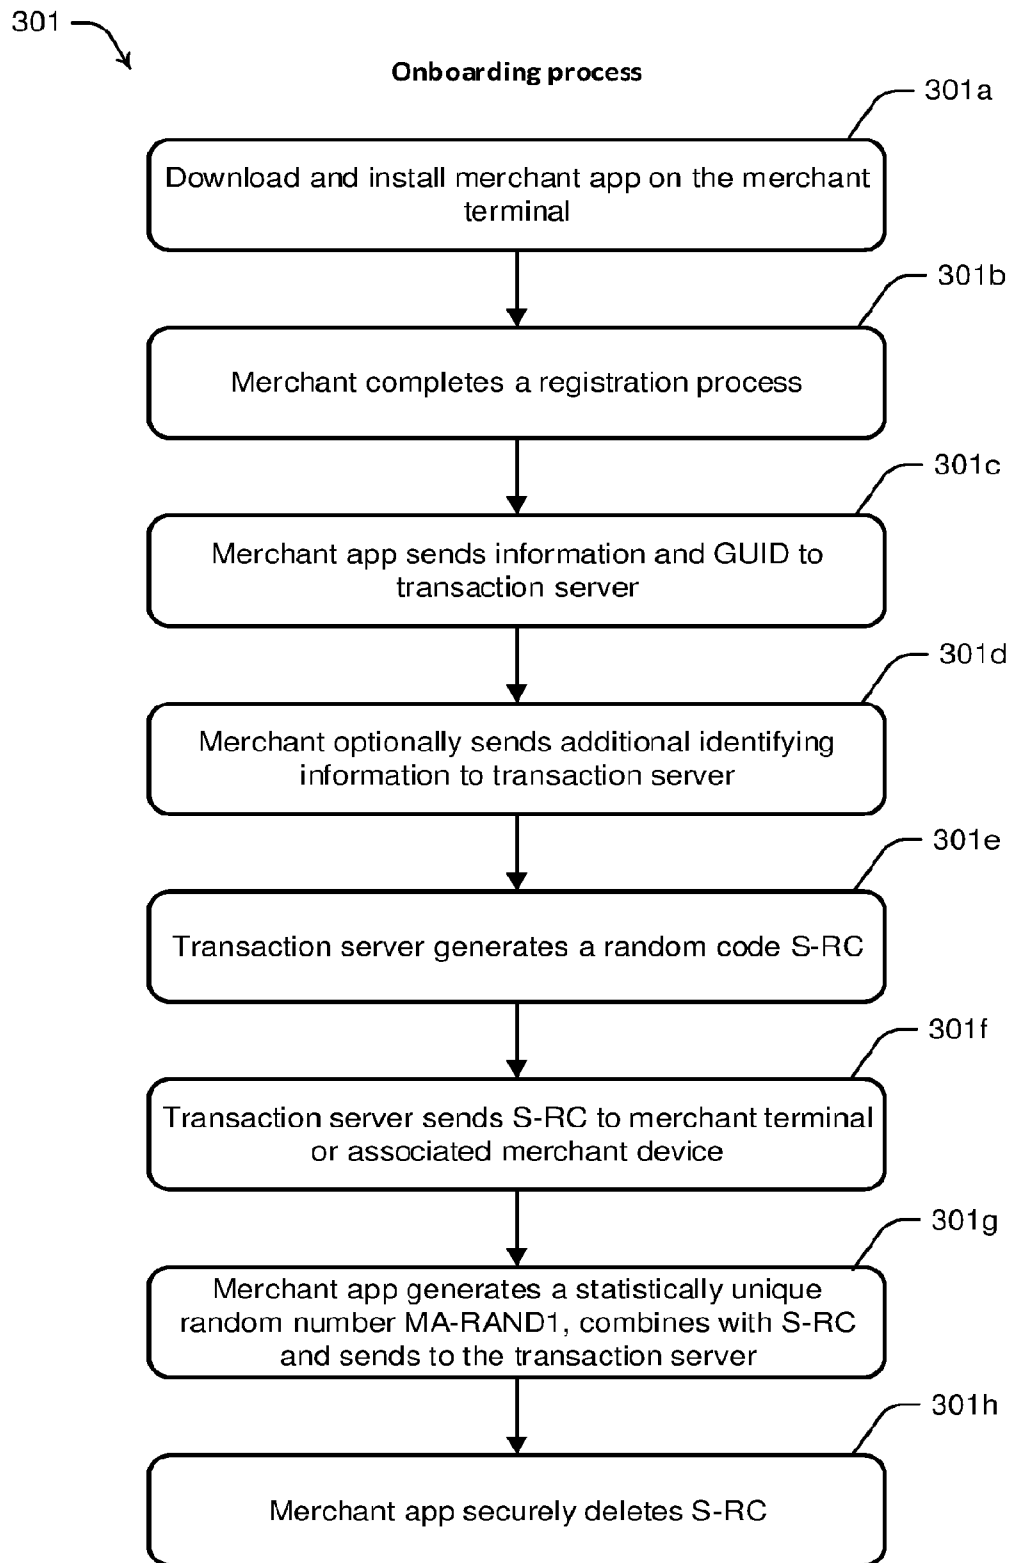 301
Onboarding process
301a
Download and install merchant app on the merchant
terminal
301b
Merchant completes a registration process
301c
Merchant app sends information and GUID to
transaction server
301d
Merchant optionally sends additional identifying
information to transaction server
301e
Transaction server generates a random code S-RC
301f
Transaction server sends S-RC to merchant terminal
or associated merchant device
301g
Merchant app generates a statistically unique
random number MA-RAND1, combines with S-RC
and sends to the transaction server
301h
Merchant app securely deletes S-RC